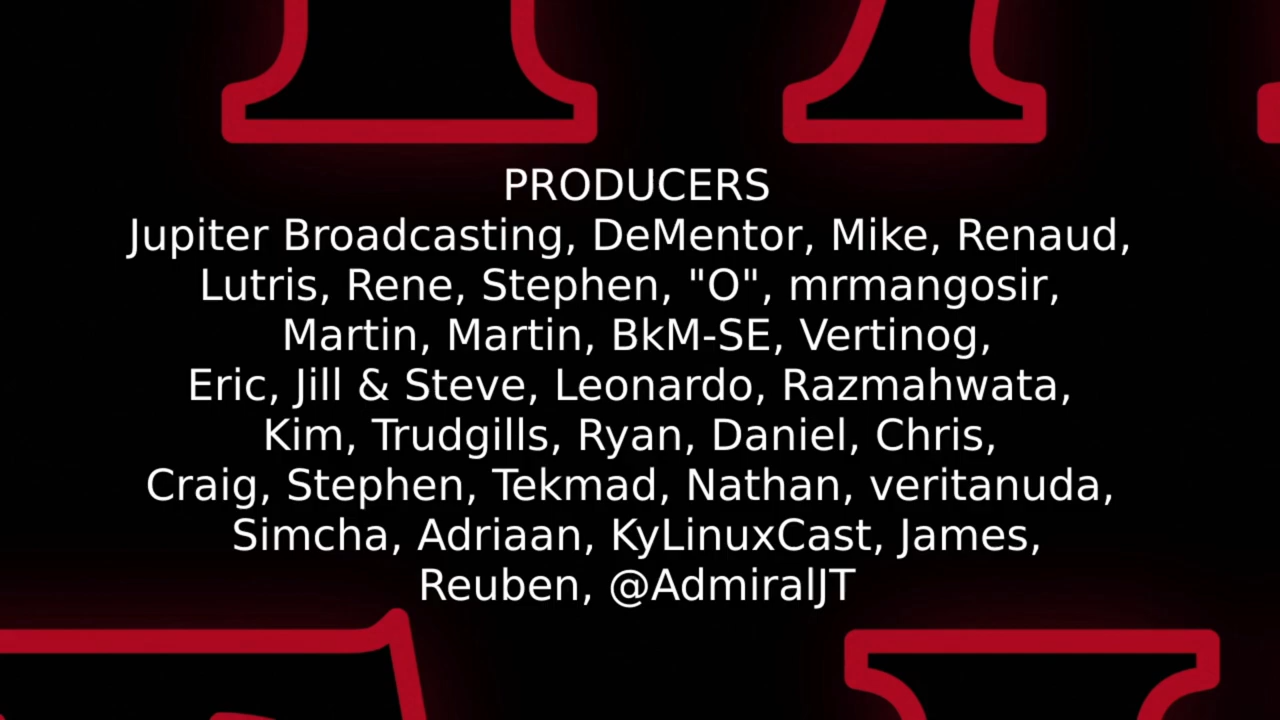 PRODUCERS
Jupiter Broadcasting, DeMentor, Mike, Renaud,
Lutris, Rene, Stephen, "O", mrmangosir,
Martin, Martin, BkM-SE, Vertinog,
Eric, Jill & Steve, Leonardo, Razmahwata,
Kim, Trudgills, Ryan, Daniel, Chris,
Craig, Stephen, Tekmad, Nathan, veritanuda,
Simcha, Adriaan, KyLinuxCast, James,
Reuben, @AdmiralJT